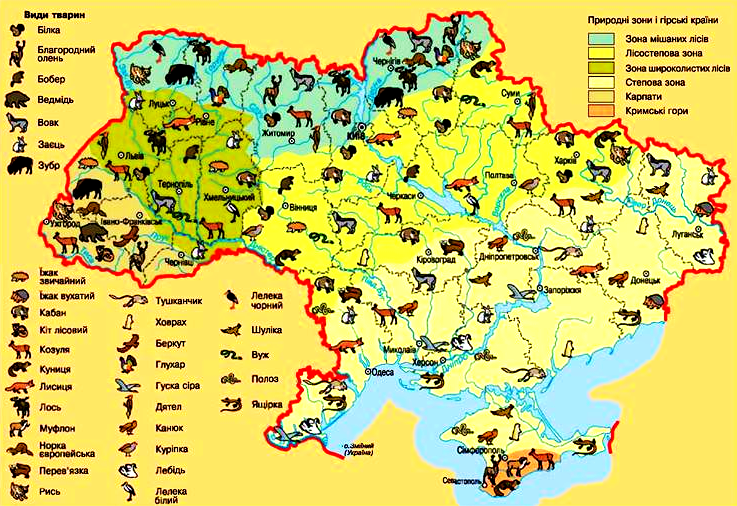 Види тварин
Білка
Благородний
олень
Бобер
Ведмідь
Вовк
Заєць
Зубр
Природні зони і гірські країни
Зона мішаних лісів
Лісостепова зона
Зона широколистих лісів
Степова зона
Карпати
Кримські гори
Чернігів
Луцьк
Рівне
Житомир
Київ
Суми
Львів
Тернопіль
Хмельницький
Вінниця
Черкаси
Полтава
Харків
Ужгород
Івано-Франківськ
Чернівці
Кіровоград
Дніпропетровськ
Луганськ
Донецьк
Запоріжжя
Миколаїв
Херсон
Одеса
о.Зміїний
(Україна)
Сімферополь
Севастополь
Їжак
звичайний
Їжак вухатий
Кабан
Кіт лісовий
Козуля
Куниця
Лисиця
Лось
Муфлон
Норка
європейська
Перев'язка
Рись
Тушканчик
Ховрах
Беркут
Глухар
Гуска сіра
Дятел
Канюк
Куріпка
Лебідь
Лелека
білий
Лелека
чорний
Шуліка
Вуж
Полоз
Ящірка